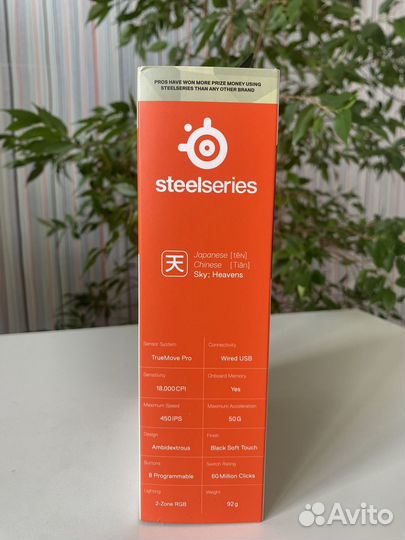 PROS HAVE WON MORE PRIZE MONEY USING
STEELSERIES THAN ANY OTHER BRAND
steelseries
天
Japanese [tēn]
Chinese [Tiān]
Sky; Heavens
Sensor System
TrueMove Pro
Connectivity
Wired USB
Sensitivity
18,000 CPI
Onboard Memory
Yes
Maximum Speed
450 IPS
Maximum Acceleration
50 G
Design
Ambidextrous
Finish
Black Soft Touch
Buttons
8 Programmable
Switch Rating
60 Million Clicks
Lighting
2-Zone RGB
Weight
92 g
Avito